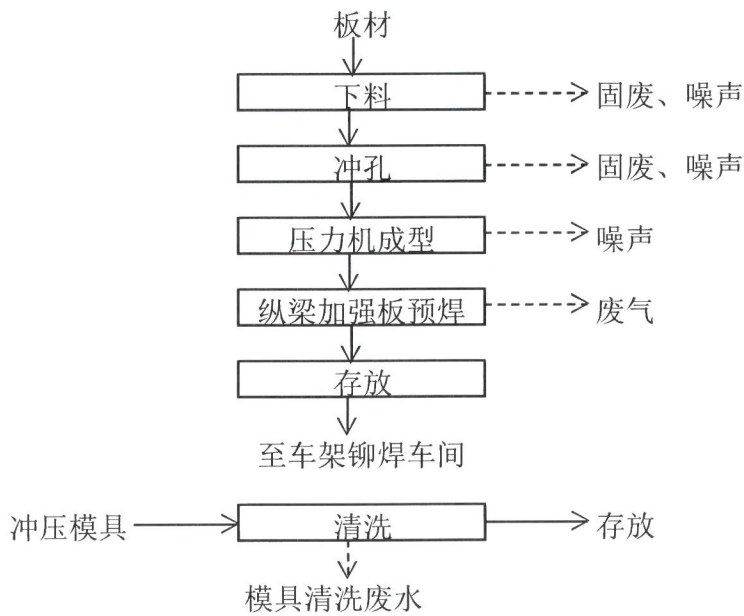 板材
下料
固废、噪声
冲孔
固废、噪声
压力机成型
噪声
纵梁加强板预焊
废气
存放
至车架铆焊车间
冲压模具
清洗
存放
模具清洗废水